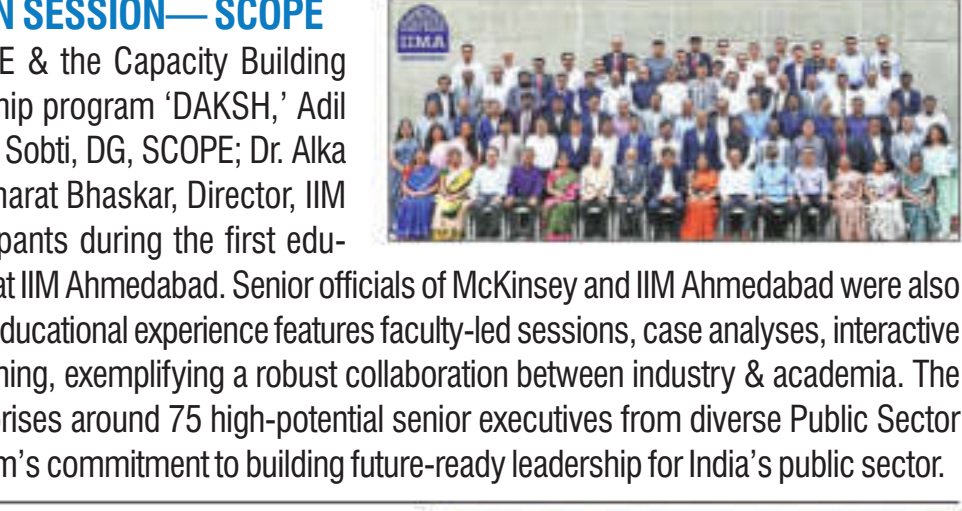 N SESSION— SCOPE
E & the Capacity Building
hip program ‘DAKSH,’ Adil
Sobti, DG, SCOPE; Dr. Alka
harat Bhaskar, Director, IIM
pants during the first edu-
at IIM Ahmedabad. Senior officials of McKinsey and IIM Ahmedabad were also
ducational experience features faculty-led sessions, case analyses, interactive
ning, exemplifying a robust collaboration between industry & academia. The
rises around 75 high-potential senior executives from diverse Public Sector
m’s commitment to building future-ready leadership for India’s public sector.
IIMA